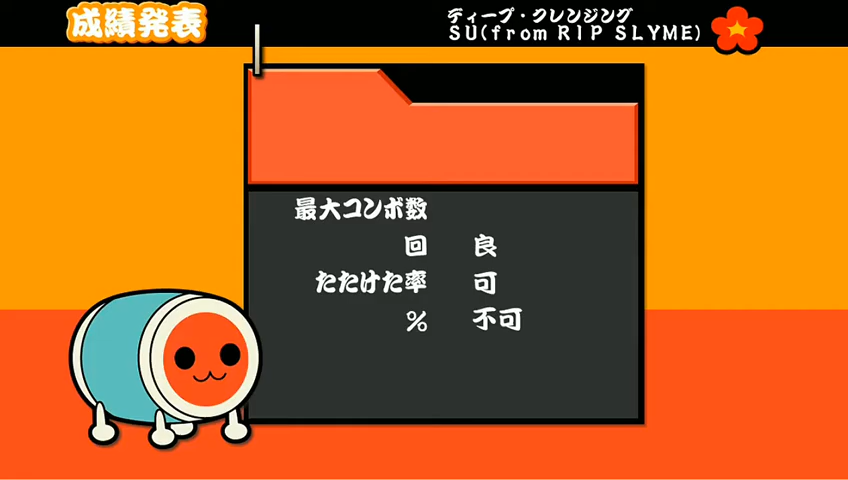 成績発表
ディープ・クレンジング
SU(from RIP SLYME)
最大コンボ数
回 良
たたけた率 可
% 不可